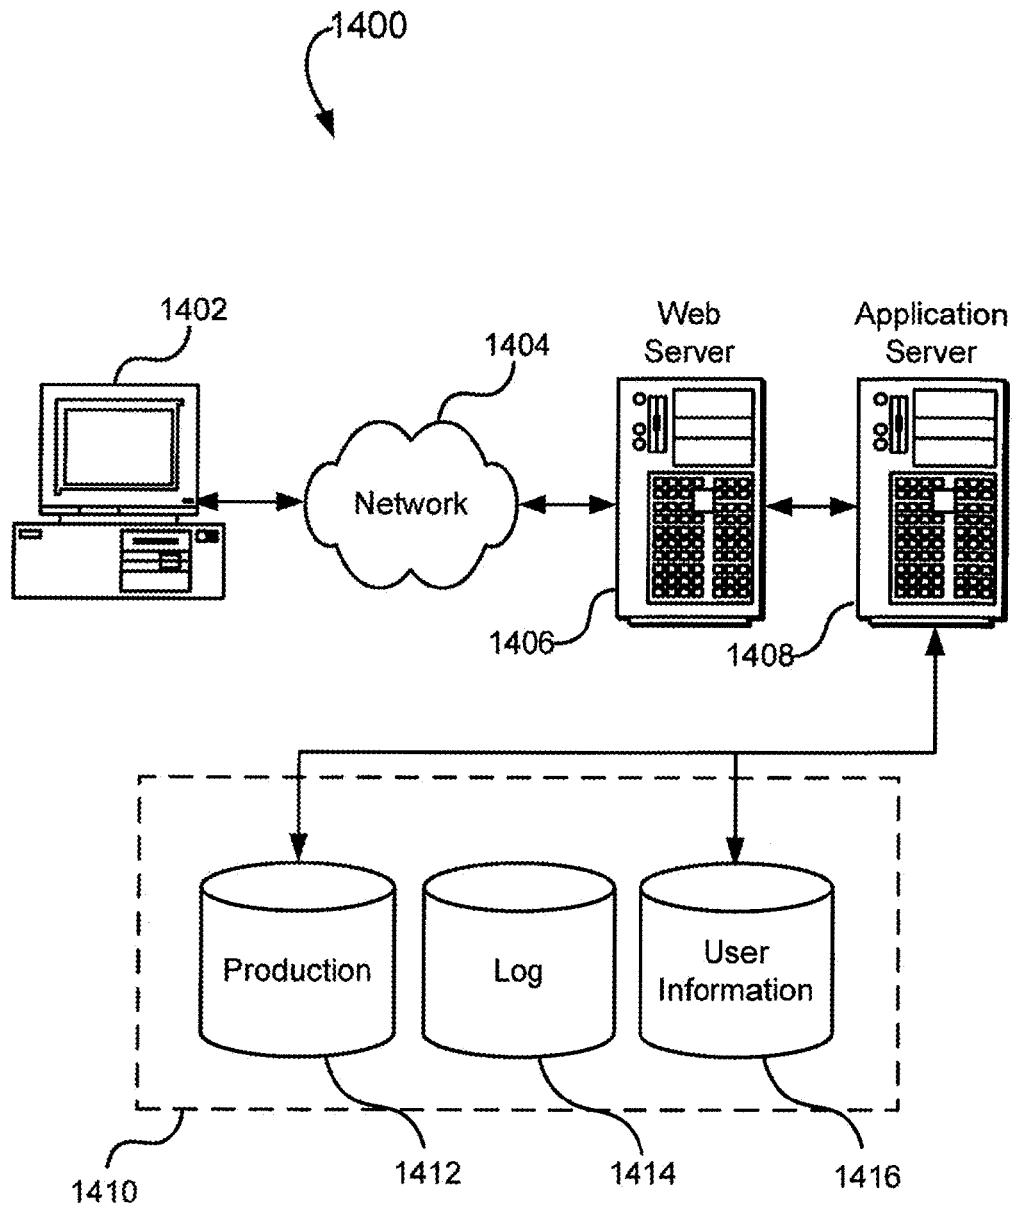 1400
1402
1404
Web
Server
Application
Server
Network
1406
1408
Production
Log
User
Information
1410
1412
1414
1416